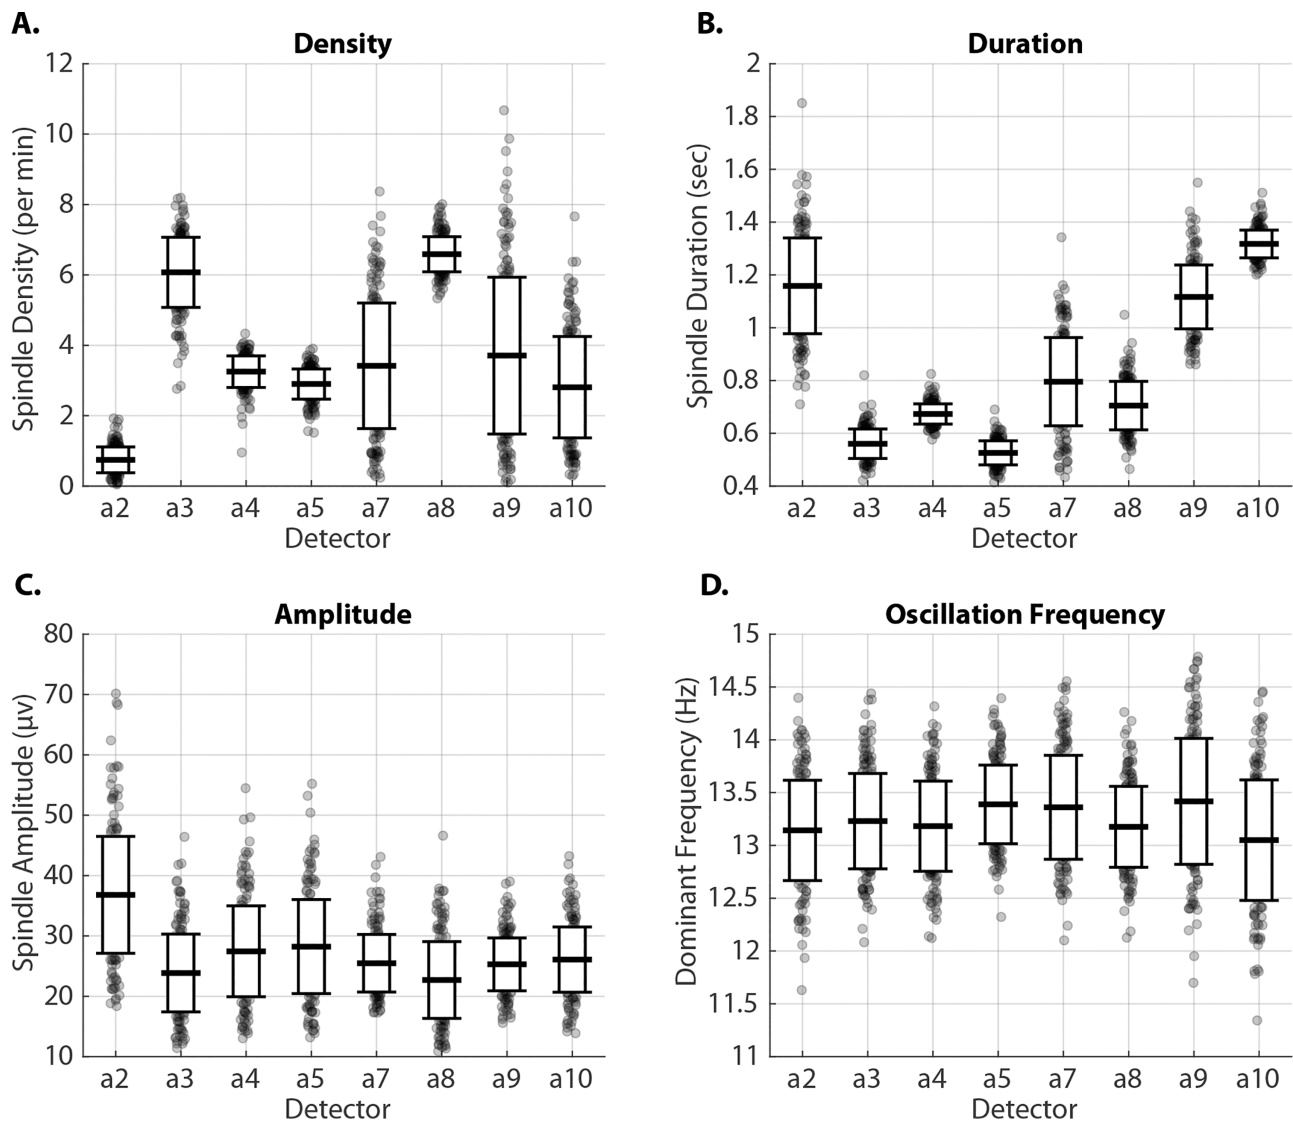 A.
Density
12
10
8
6
4
2
0
Spindle Density (per min)
a2 a3 a4 a5 a7 a8 a9 a10
Detector
B.
Duration
2
1.8
1.6
1.4
1.2
1
0.8
0.6
0.4
Spindle Duration (sec)
a2 a3 a4 a5 a7 a8 a9 a10
Detector
C.
Amplitude
80
70
60
50
40
30
20
10
Spindle Amplitude (μv)
a2 a3 a4 a5 a7 a8 a9 a10
Detector
D.
Oscillation Frequency
15
14.5
14
13.5
13
12.5
12
11.5
11
Dominant Frequency (Hz)
a2 a3 a4 a5 a7 a8 a9 a10
Detector